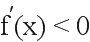 f′(x) < 0